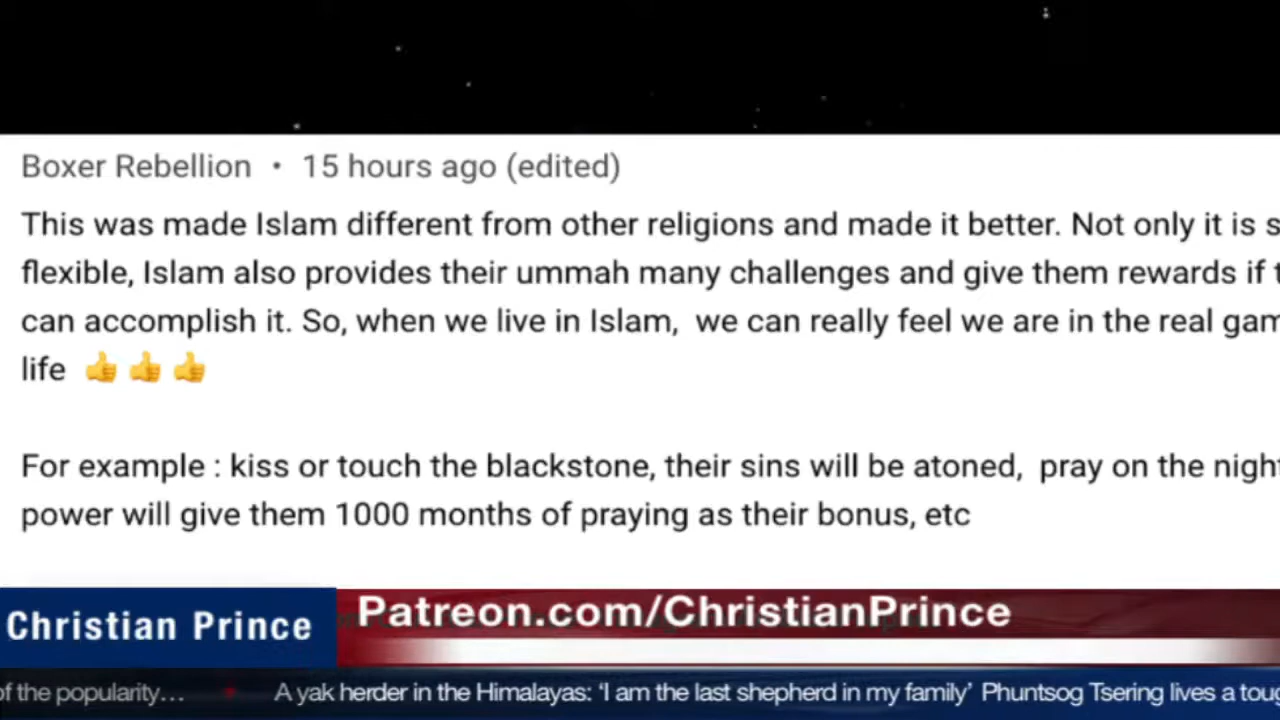 Boxer Rebellion • 15 hours ago (edited)
This was made Islam different from other religions and made it better. Not only it is
flexible, Islam also provides their ummah many challenges and give them rewards if
can accomplish it. So, when we live in Islam, we can really feel we are in the real
life 👍👍👍
For example : kiss or touch the blackstone, their sins will be atoned, pray on the night
power will give them 1000 months of praying as their bonus, etc
Christian Prince
Patreon.com/ChristianPrince
of the popularity... • A yak herder in the Himalayas: ‘I am the last shepherd in my family’ Phuntsog Tsering lives a